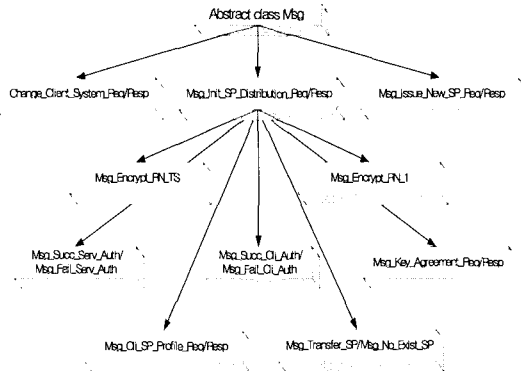 Abstract class Msg
Change_Client_System_Req/Resp
Msg_Init_SP_Distribution_Req/Resp
Msg_Issue_New_SP_Req/Resp
Msg_Encrypt_RN_TS
Msg_Encrypt_RN_1
Msg_Succ_Serv_Auth/
Msg_Fail_Serv_Auth
Msg_Succ_Cli_Auth/
Msg_Fail_Cli_Auth
Msg_Key_Agreement_Req/Resp
Msg_Cli_SP_Profile_Req/Resp
Msg_Transfer_SP/Msg_No_Exist_SP